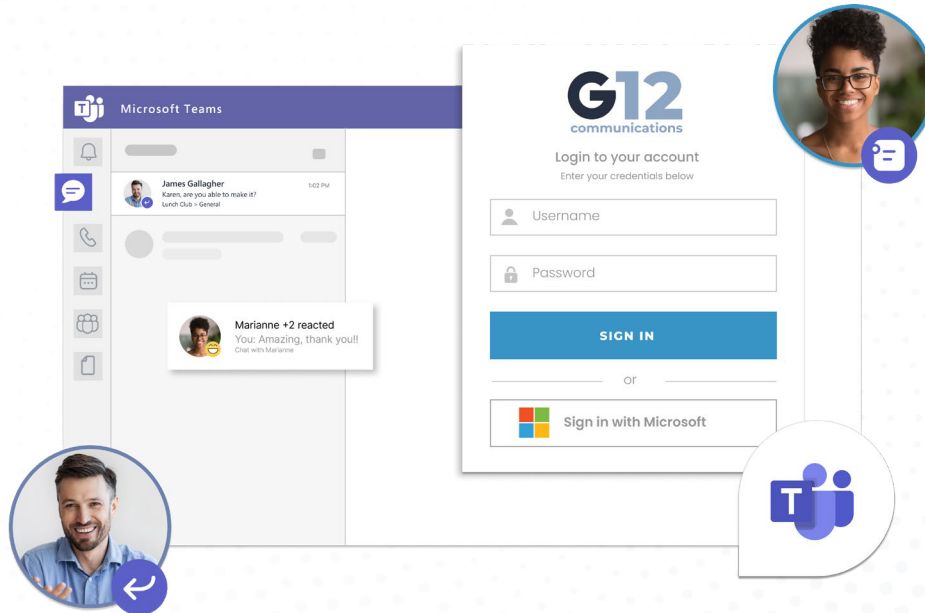 Microsoft Teams
James Gallagher
1:02 PM
Karen, are you able to make it?
Lunch Club > General
Marianne +2 reacted
You: Amazing, thank you!!
Chat with Marianne
G12
communications
Login to your account
Enter your credentials below
Username
Password
SIGN IN
or
Sign in with Microsoft
T